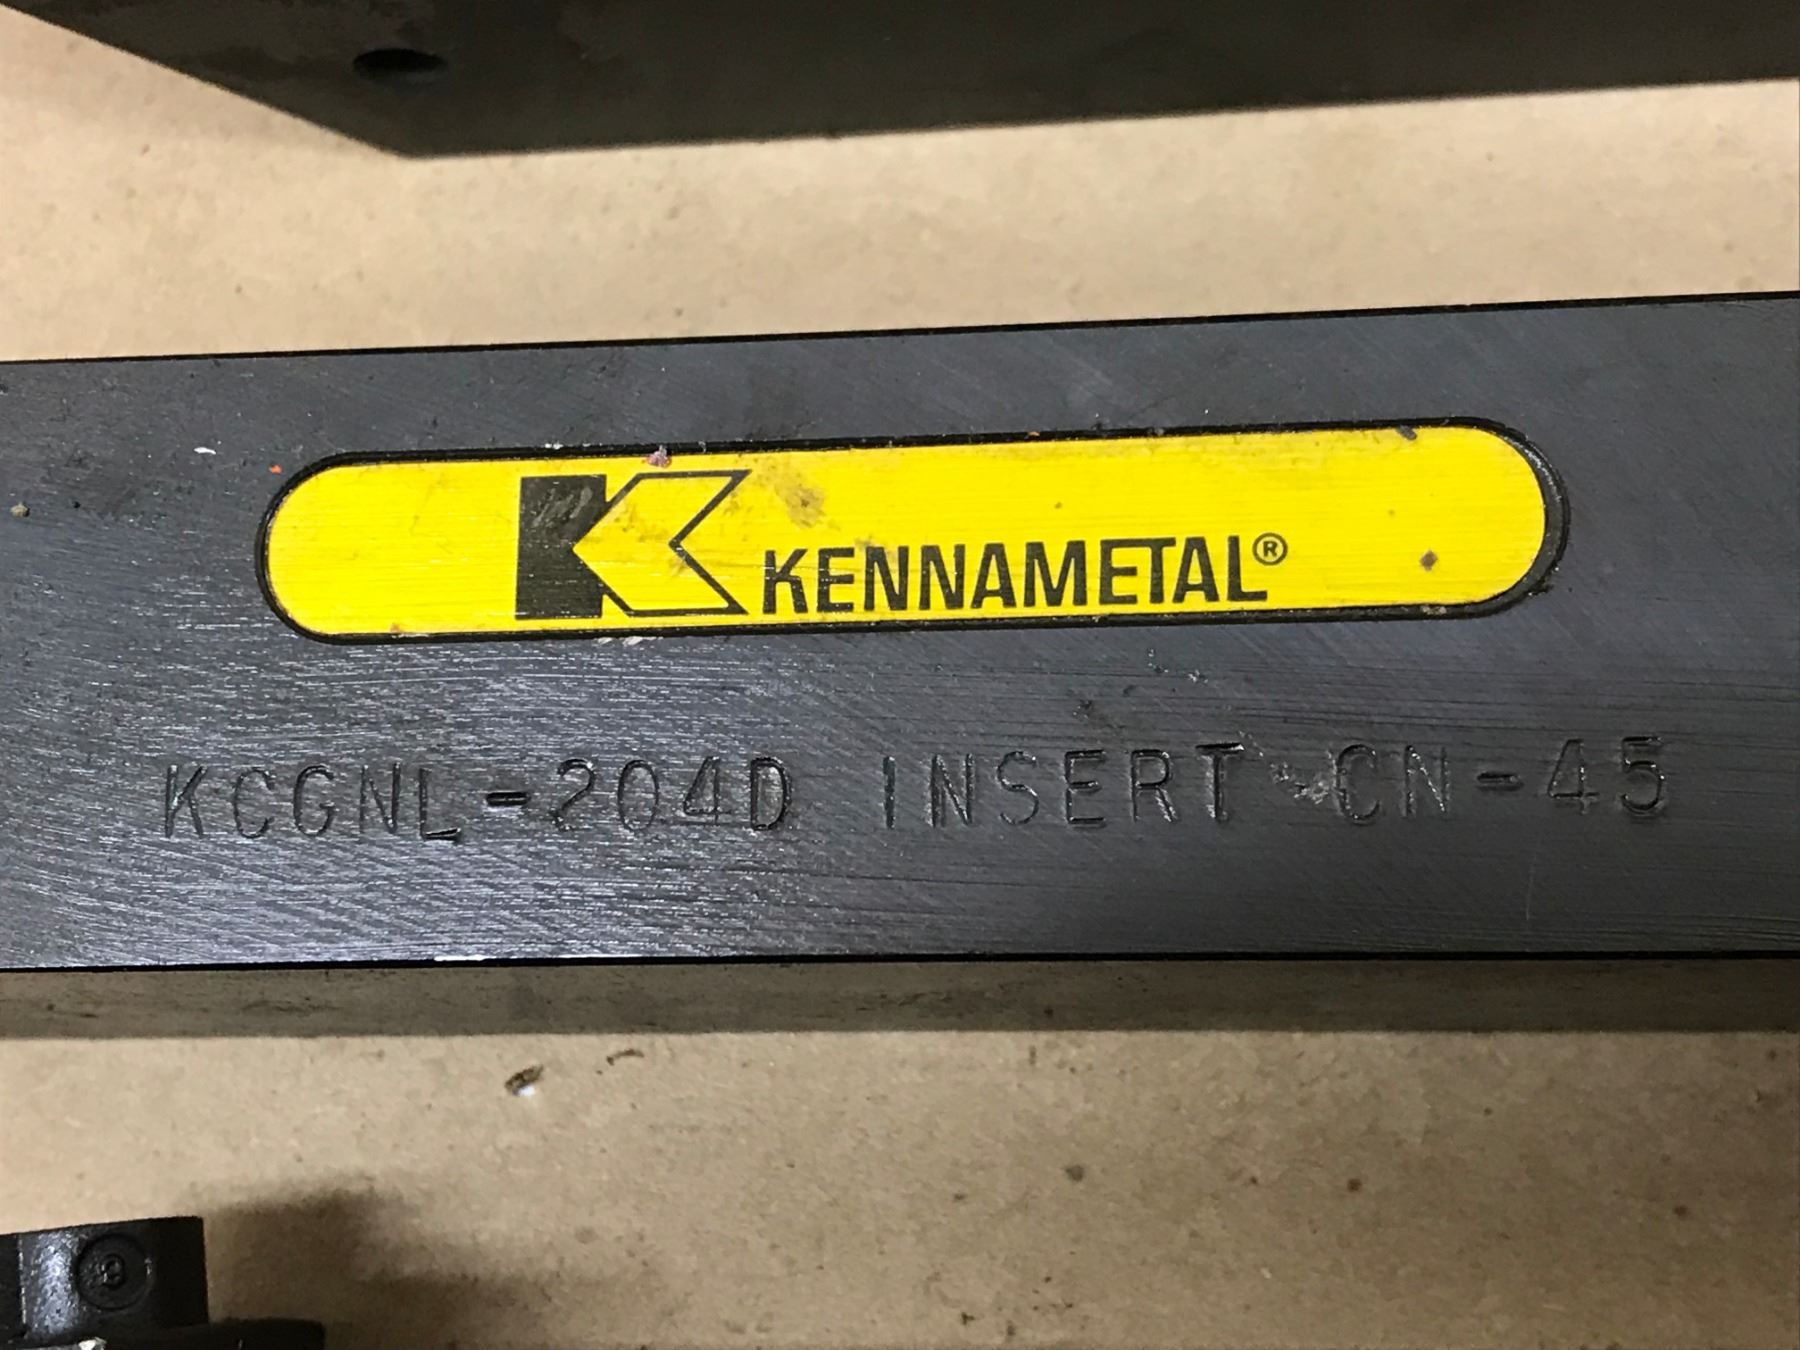 K KENNAMETAL®
KCGNL-204D INSERT CN-45